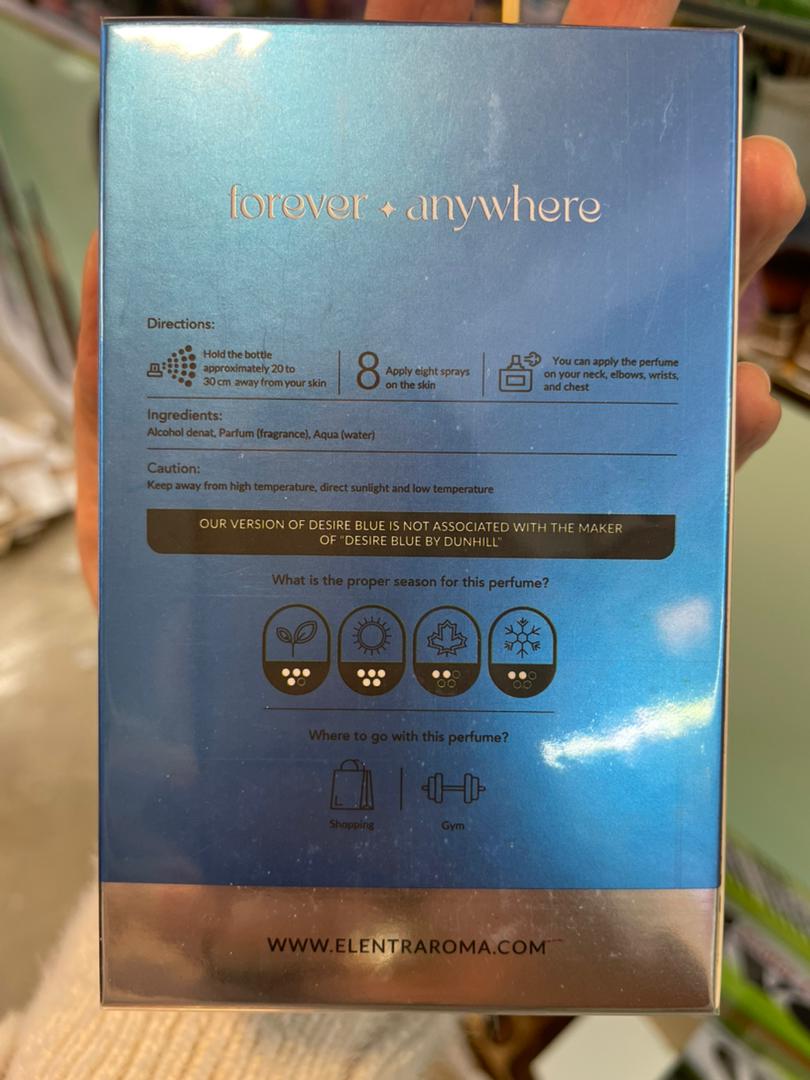 forever ✦ anywhere
Directions:
Hold the bottle
approximately 20 to
30 cm away from your skin
8
Apply eight sprays
on the skin
You can apply the perfume
on your neck, elbows, wrists,
and chest
Ingredients:
Alcohol denat, Parfum (fragrance), Aqua (water)
Caution:
Keep away from high temperature, direct sunlight and low temperature
OUR VERSION OF DESIRE BLUE IS NOT ASSOCIATED WITH THE MAKER
OF "DESIRE BLUE BY DUNHILL"
What is the proper season for this perfume?
Where to go with this perfume?
Shopping
Gym
WWW.ELENTRAROMA.COM